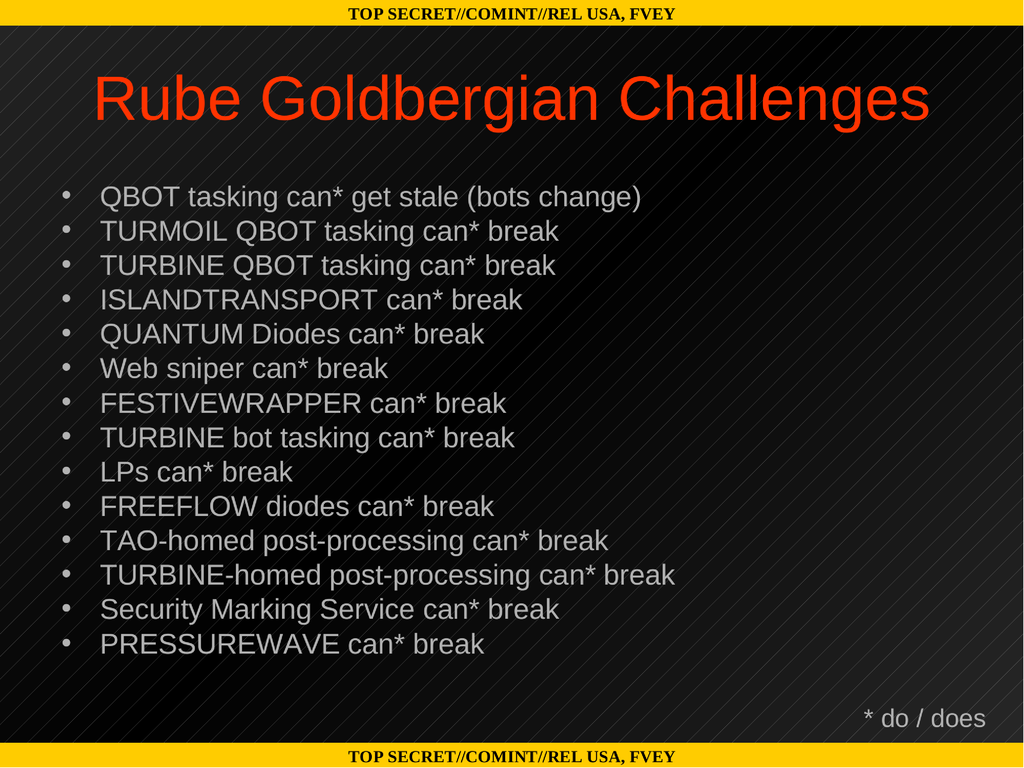 TOP SECRET//COMINT//REL USA, FVEY
Rube Goldbergian Challenges
• QBOT tasking can* get stale (bots change)
• TURMOIL QBOT tasking can* break
• TURBINE QBOT tasking can* break
• ISLANDTRANSPORT can* break
• QUANTUM Diodes can* break
• Web sniper can* break
• FESTIVEWRAPPER can* break
• TURBINE bot tasking can* break
• LPs can* break
• FREEFLOW diodes can* break
• TAO-homed post-processing can* break
• TURBINE-homed post-processing can* break
• Security Marking Service can* break
• PRESSUREWAVE can* break
* do / does
TOP SECRET//COMINT//REL USA, FVEY